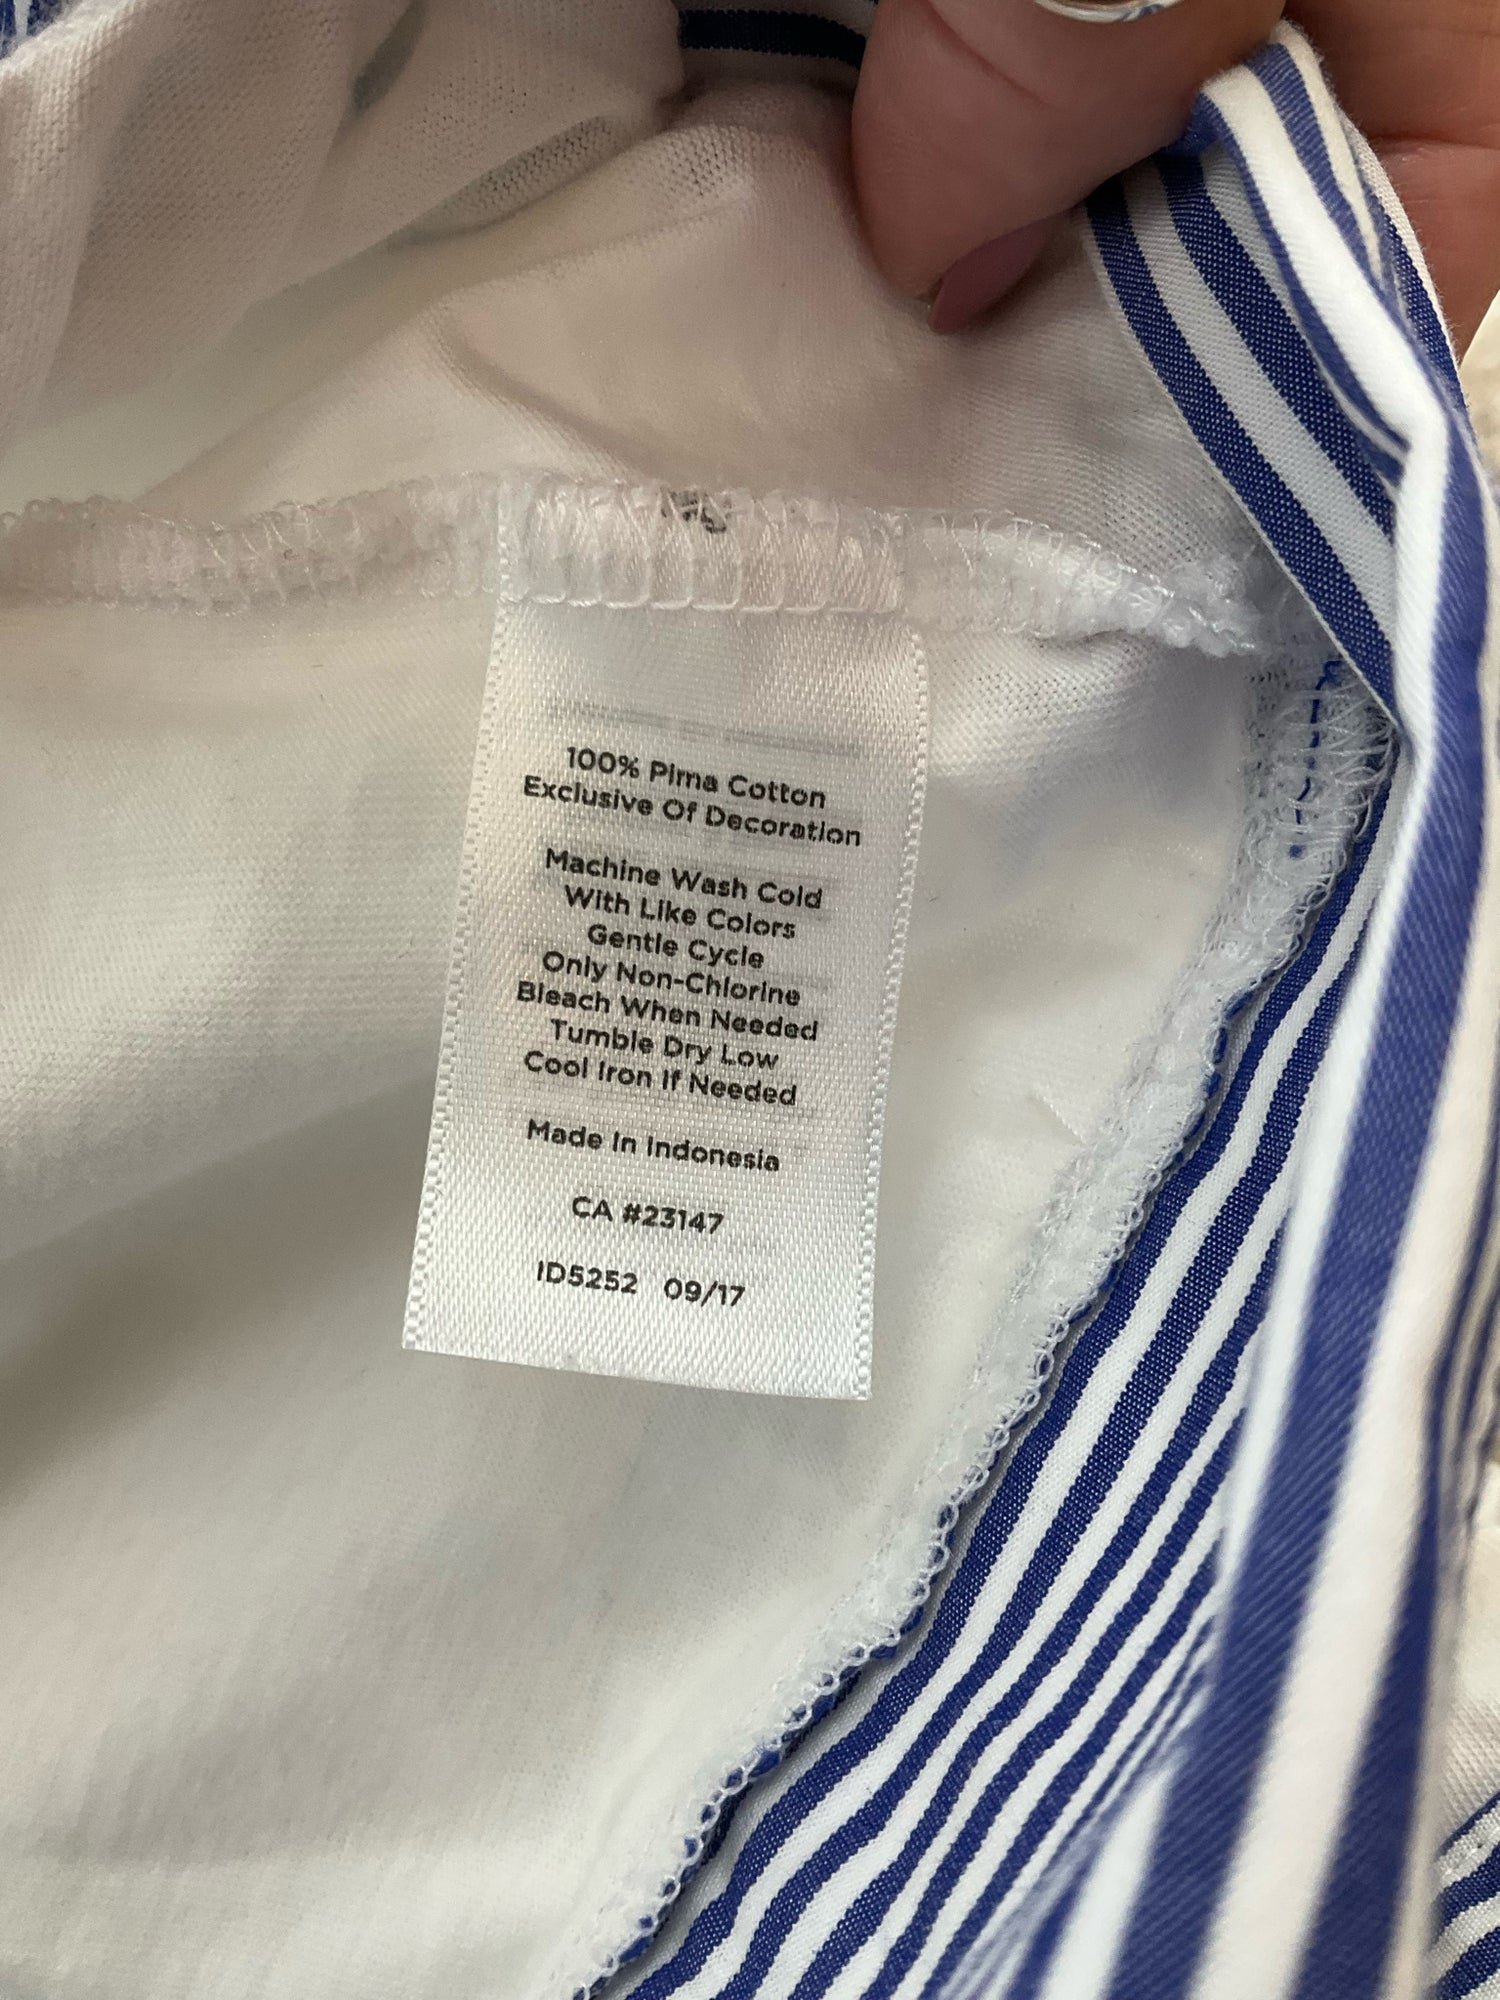 100% Pima Cotton
Exclusive Of Decoration
Machine Wash Cold
With Like Colors
Gentle Cycle
Only Non-Chlorine
Bleach When Needed
Tumble Dry Low
Cool Iron If Needed
Made In Indonesia
CA #23147
ID5252 09/17